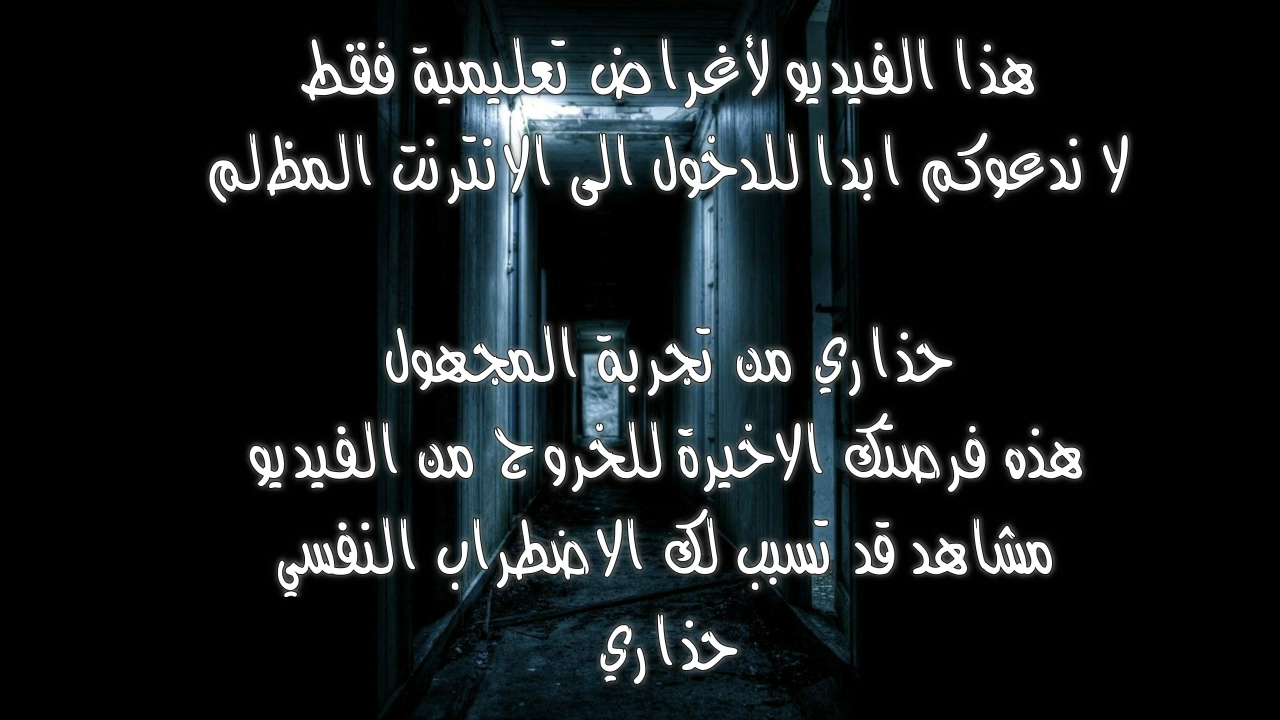 هذا الفيديو لأغراض تعليمية فقط
لا ندعوكم ابدا للدخول الى الانترنت المظلم
حذاري من تجربة المجهول
هذه فرصتك الاخيرة للخروج من الفيديو
مشاهد قد تسبب لك الاضطراب النفسي
حذاري